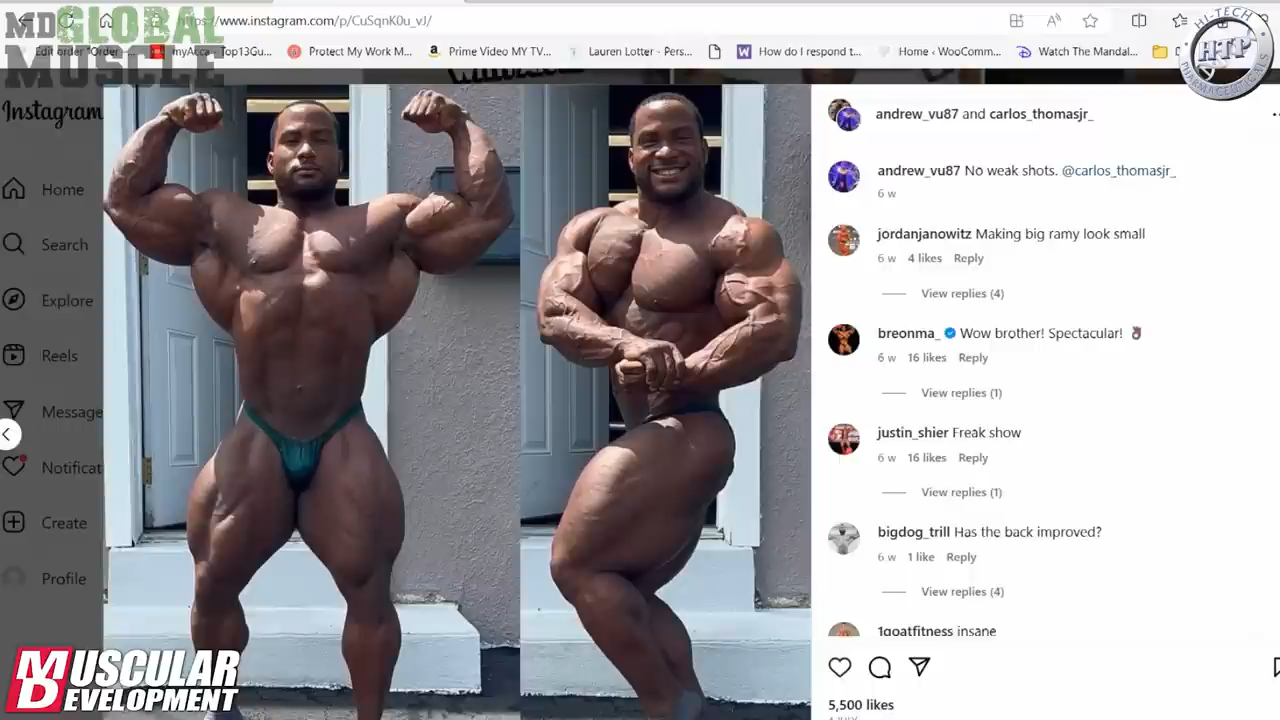 MDGLOBAL
MUSCLE
https://www.instagram.com/p/CuSqnK0u_vJ/
Edit order "Order
myAcca - Top13Gu...
Protect My Work M...
Prime Video MY TV...
Lauren Lotter - Pers...
How do I respond t...
Home ‹ WooComm...
Watch The Mandal...
HI-TECH
HTP
PHARMACEUTICALS
Instagram
Home
Search
Explore
Reels
Message
Notificat
Create
Profile
andrew_vu87 and carlos_thomasjr_
andrew_vu87 No weak shots. @carlos_thomasjr_
6 w
jordanjanowitz Making big ramy look small
6 w 4 likes Reply
View replies (4)
breonma_ Wow brother! Spectacular! 👌🏿
6 w 16 likes Reply
View replies (1)
justin_shier Freak show
6 w 16 likes Reply
View replies (1)
bigdog_trill Has the back improved?
6 w 1 like Reply
View replies (4)
1goatfitness insane
5,500 likes
MD MUSCULAR
DEVELOPMENT